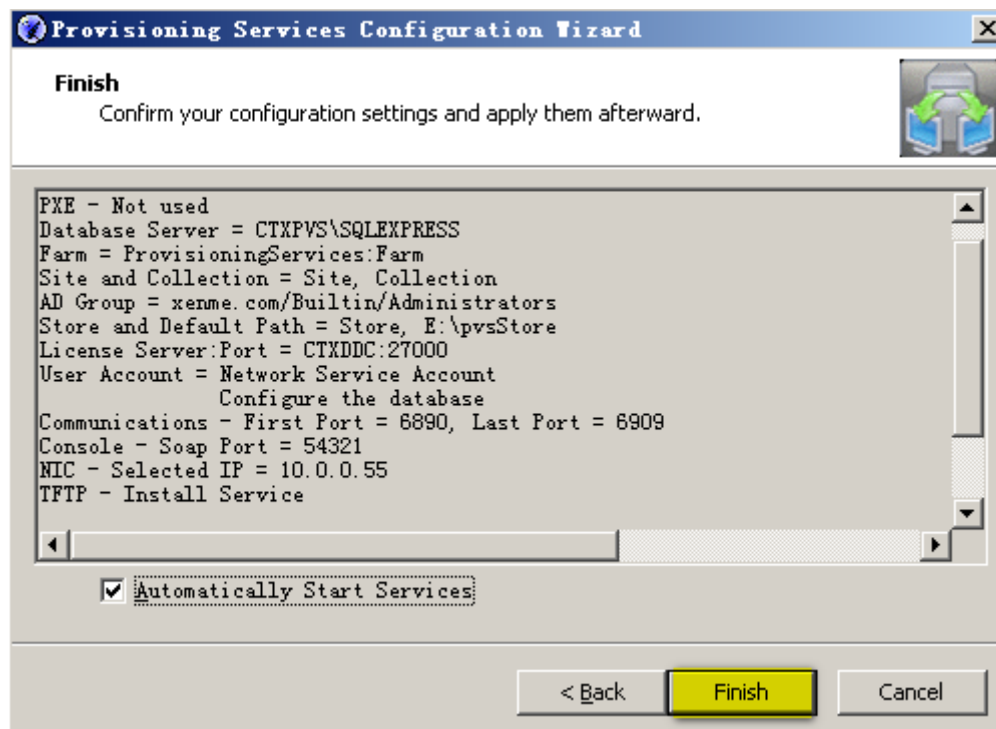 Provisioning Services Configuration Wizard
Finish
Confirm your configuration settings and apply them afterward.
PXE - Not used
Database Server = CTXPVS\SQLEXPRESS
Farm = ProvisioningServices:Farm
Site and Collection = Site, Collection
AD Group = xenme.com/Builtin/Administrators
Store and Default Path = Store, E:\pvsStore
License Server:Port = CTXDDC:27000
User Account = Network Service Account
Configure the database
Communications - First Port = 6890, Last Port = 6909
Console - Soap Port = 54321
NIC - Selected IP = 10.0.0.55
TFTP - Install Service
Automatically Start Services
< Back Finish Cancel